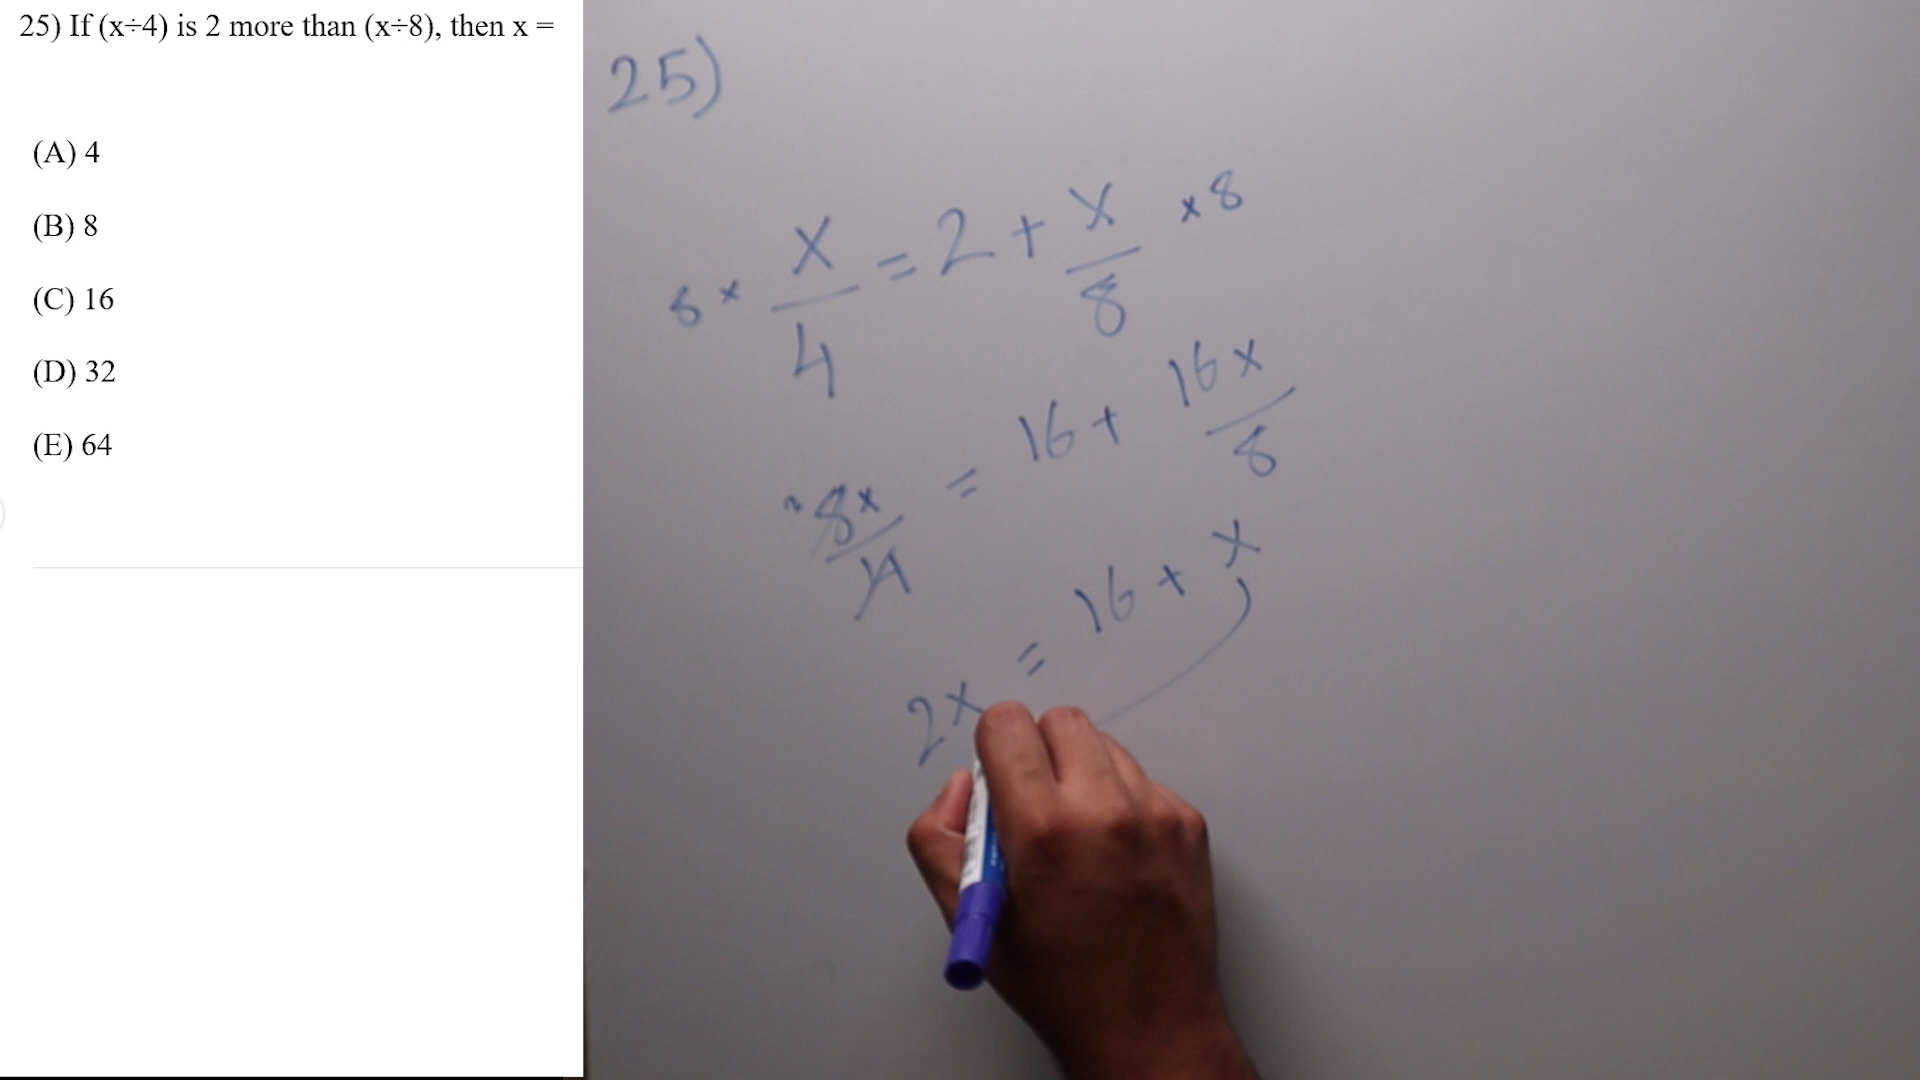 25) If (x÷4) is 2 more than (x÷8), then x =
(A) 4
(B) 8
(C) 16
(D) 32
(E) 64
25)
8 × x/4 = 2 + x/8 × 8
2 8x/4 = 16 + 16x/8
2x = 16 + x